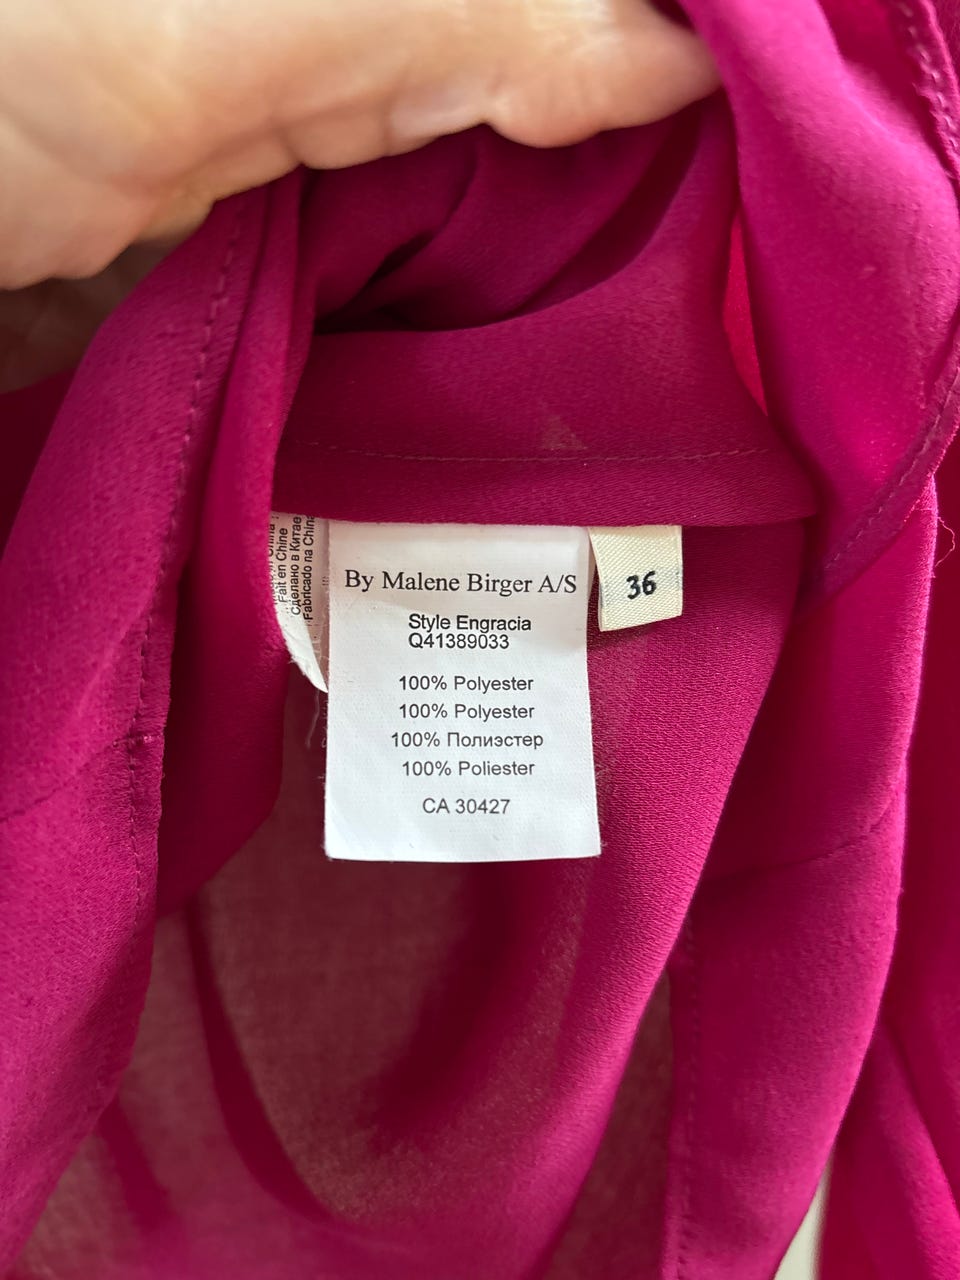 Fait en Chine
Сделано в Китае
Fabricado na China
By Malene Birger A/S
Style Engracia
Q41389033
100% Polyester
100% Polyester
100% Полиэстер
100% Poliester
CA 30427
36